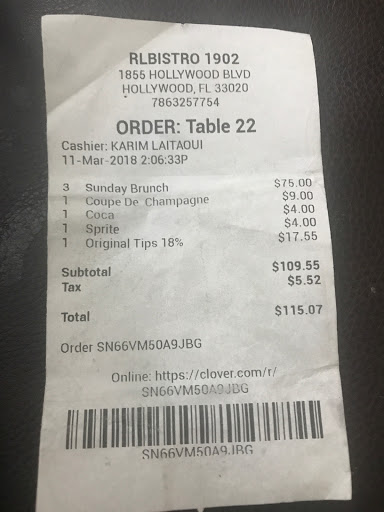 RLBISTRO 1902
1855 HOLLYWOOD BLVD
HOLLYWOOD, FL 33020
7863257754
ORDER: Table 22
Cashier: KARIM LAITAOUI
11-Mar-2018 2:06:33P
3 Sunday Brunch $75.00
1 Coupe De Champagne $9.00
1 Coca $4.00
1 Sprite $4.00
1 Original Tips 18% $17.55
Subtotal $109.55
Tax $5.52
Total $115.07
Order SN66VM50A9JBG
Online: https://clover.com/r/
SN66VM50A9JBG
SN66VM50A9JBG